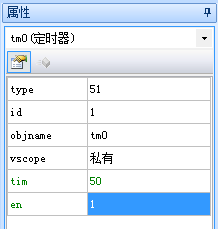 属性
tm0(定时器)
type 51
id 1
objname tm0
vscope 私有
tim 50
en 1